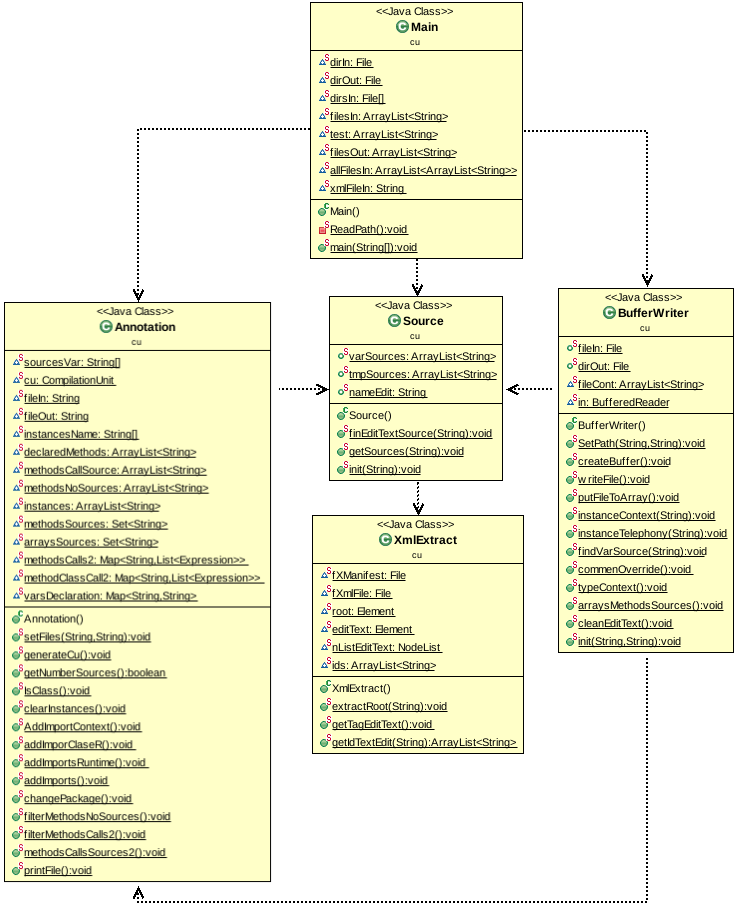 <<Java Class>>
Main
cu
dirIn: File
dirOut: File
dirsIn: File[]
filesIn: ArrayList<String>
test: ArrayList<String>
filesOut: ArrayList<String>
allFilesIn: ArrayList<ArrayList<String>>
xmlFileIn: String
Main()
ReadPath():void
main(String[]):void
<<Java Class>>
Annotation
cu
sourcesVar: String[]
cu: CompilationUnit
fileIn: String
fileOut: String
instancesName: String[]
declaredMethods: ArrayList<String>
methodsCallSource: ArrayList<String>
methodsNoSources: ArrayList<String>
instances: ArrayList<String>
methodsSources: Set<String>
arraysSources: Set<String>
methodsCalls2: Map<String,List<Expression>>
methodClassCall2: Map<String,List<Expression>>
varsDeclaration: Map<String,String>
Annotation()
setFiles(String,String):void
generateCu():void
getNumberSources():boolean
IsClass():void
clearInstances():void
AddImportContext():void
addImporClaseR():void
addImportsRuntime():void
addImports():void
changePackage():void
filterMethodsNoSources():void
filterMethodsCalls2():void
methodsCallsSources2():void
printFile():void
<<Java Class>>
Source
cu
varSources: ArrayList<String>
tmpSources: ArrayList<String>
nameEdit: String
Source()
finEditTextSource(String):void
getSources(String):void
init(String):void
<<Java Class>>
XmlExtract
cu
fXManifest: File
fXmlFile: File
root: Element
editText: Element
nListEditText: NodeList
ids: ArrayList<String>
XmlExtract()
extractRoot(String):void
getTagEditText():void
getIdTextEdit(String):ArrayList<String>
<<Java Class>>
BufferWriter
cu
fileIn: File
dirOut: File
fileCont: ArrayList<String>
in: BufferedReader
BufferWriter()
SetPath(String,String):void
createBuffer():void
writeFile():void
putFileToArray():void
instanceContext(String):void
instanceTelephony(String):void
findVarSource(String):void
commenOverride():void
typeContext():void
arraysMethodsSources():void
cleanEditText():void
init(String,String):void